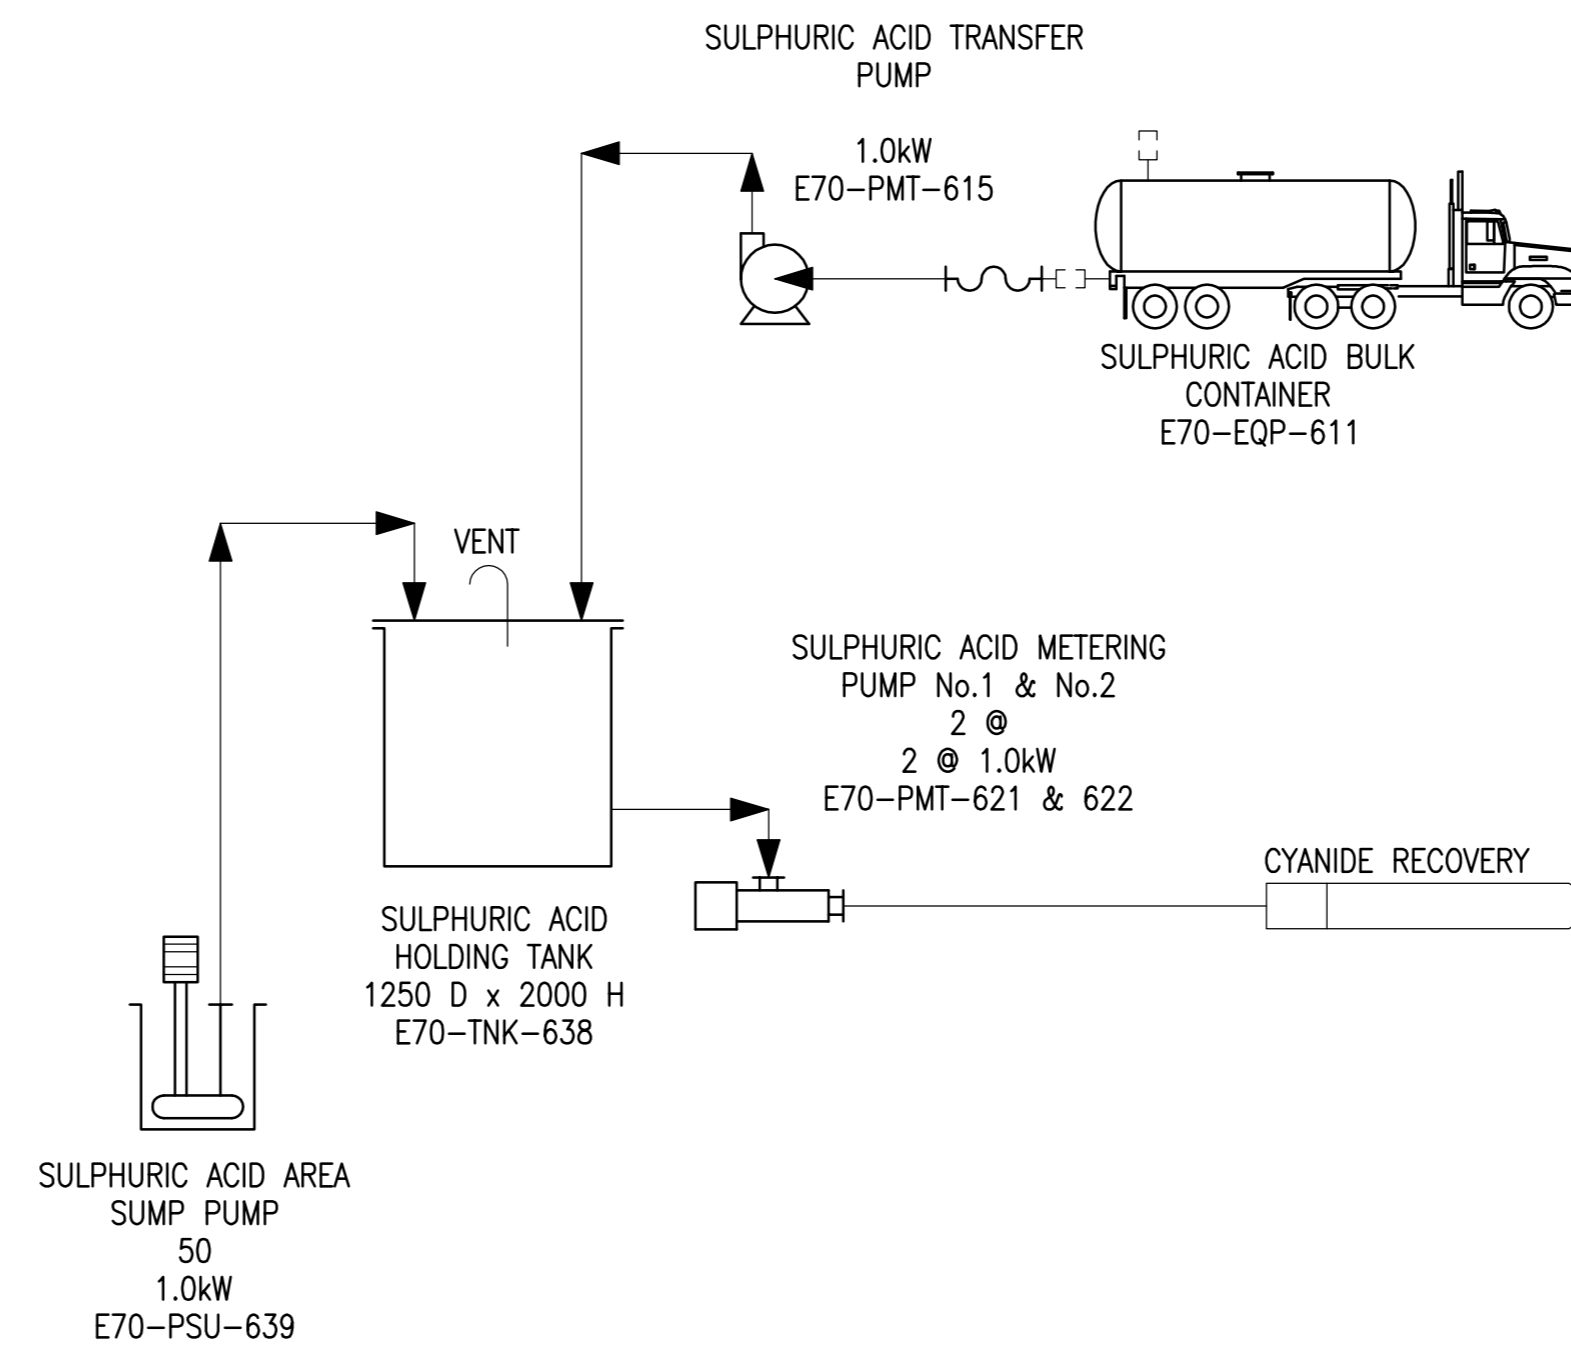 SULPHURIC ACID TRANSFER
PUMP
1.0kW
E70-PMT-615
SULPHURIC ACID BULK
CONTAINER
E70-EQP-611
VENT
SULPHURIC ACID METERING
PUMP No.1 & No.2
2 @
2 @ 1.0kW
E70-PMT-621 & 622
CYANIDE RECOVERY
SULPHURIC ACID
HOLDING TANK
1250 D x 2000 H
E70-TNK-638
SULPHURIC ACID AREA
SUMP PUMP
50
1.0kW
E70-PSU-639